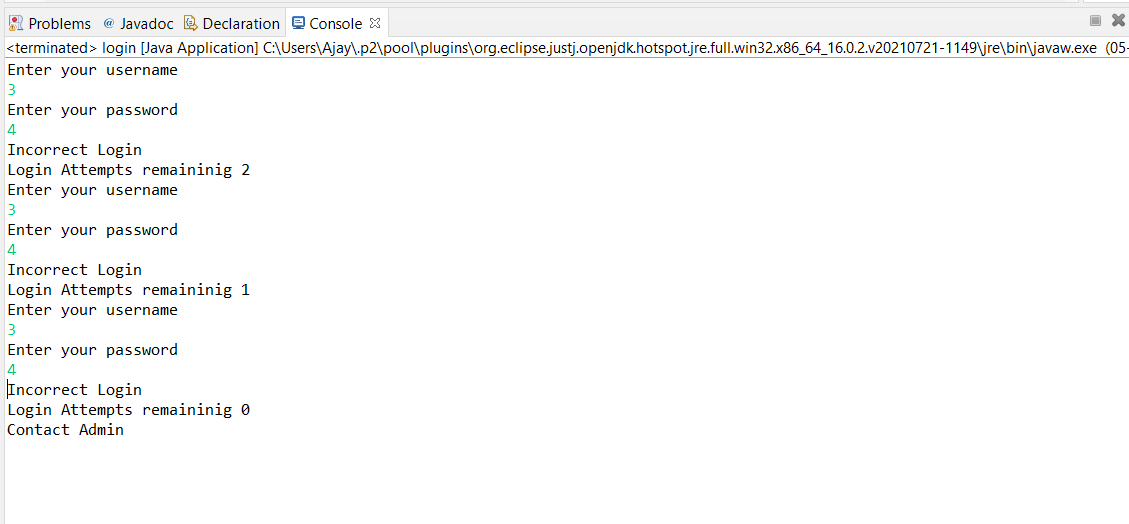 Problems @ Javadoc Declaration Console
<terminated> login [Java Application] C:\Users\Ajay\.p2\pool\plugins\org.eclipse.justj.openjdk.hotspot.jre.full.win32.x86_64_16.0.2.v20210721-1149\jre\bin\javaw.exe (05-
Enter your username
3
Enter your password
4
Incorrect Login
Login Attempts remaininig 2
Enter your username
3
Enter your password
4
Incorrect Login
Login Attempts remaininig 1
Enter your username
3
Enter your password
4
Incorrect Login
Login Attempts remaininig 0
Contact Admin